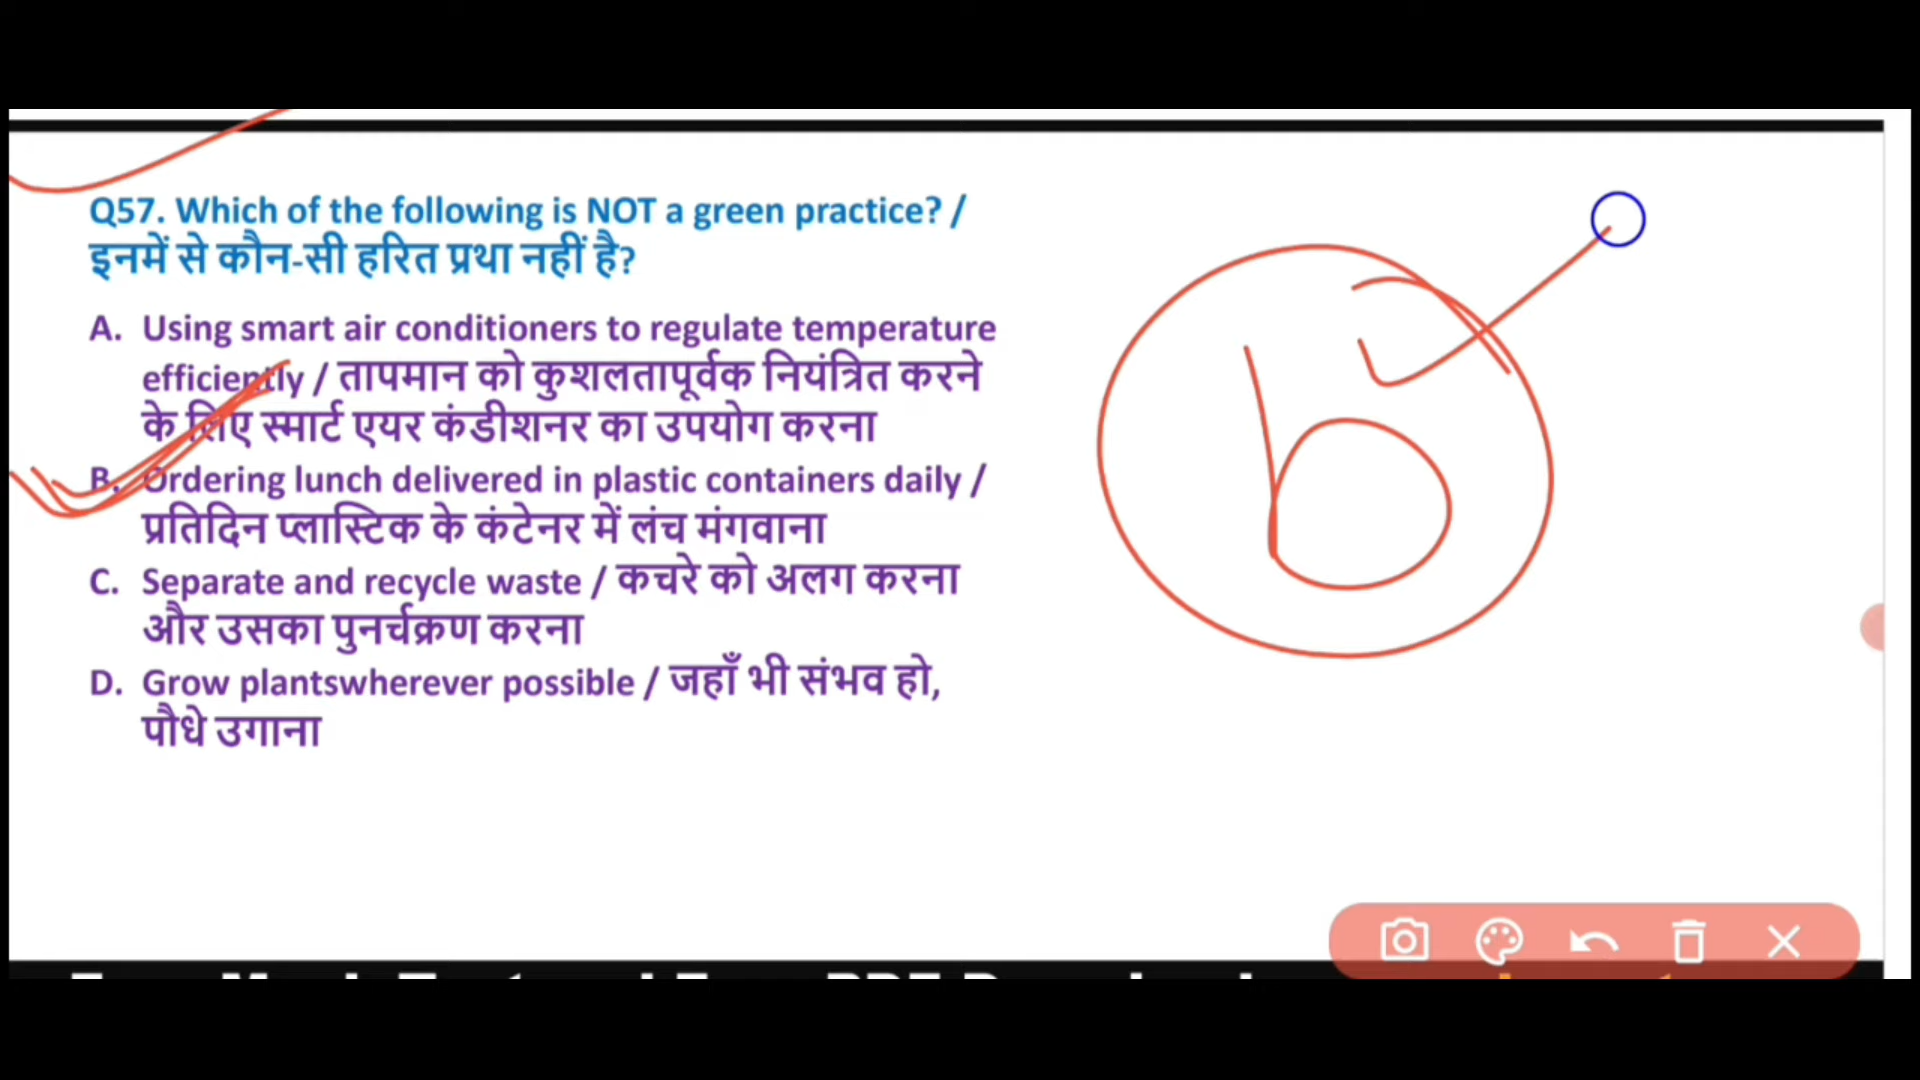 Q57. Which of the following is NOT a green practice? /
इनमें से कौन-सी हरित प्रथा नहीं है?
A. Using smart air conditioners to regulate temperature
efficiently / तापमान को कुशलतापूर्वक नियंत्रित करने
के लिए स्मार्ट एयर कंडीशनर का उपयोग करना
B. Ordering lunch delivered in plastic containers daily /
प्रतिदिन प्लास्टिक के कंटेनर में लंच मंगवाना
C. Separate and recycle waste / कचरे को अलग करना
और उसका पुनर्चक्रण करना
D. Grow plantswherever possible / जहाँ भी संभव हो,
पौधे उगाना
b